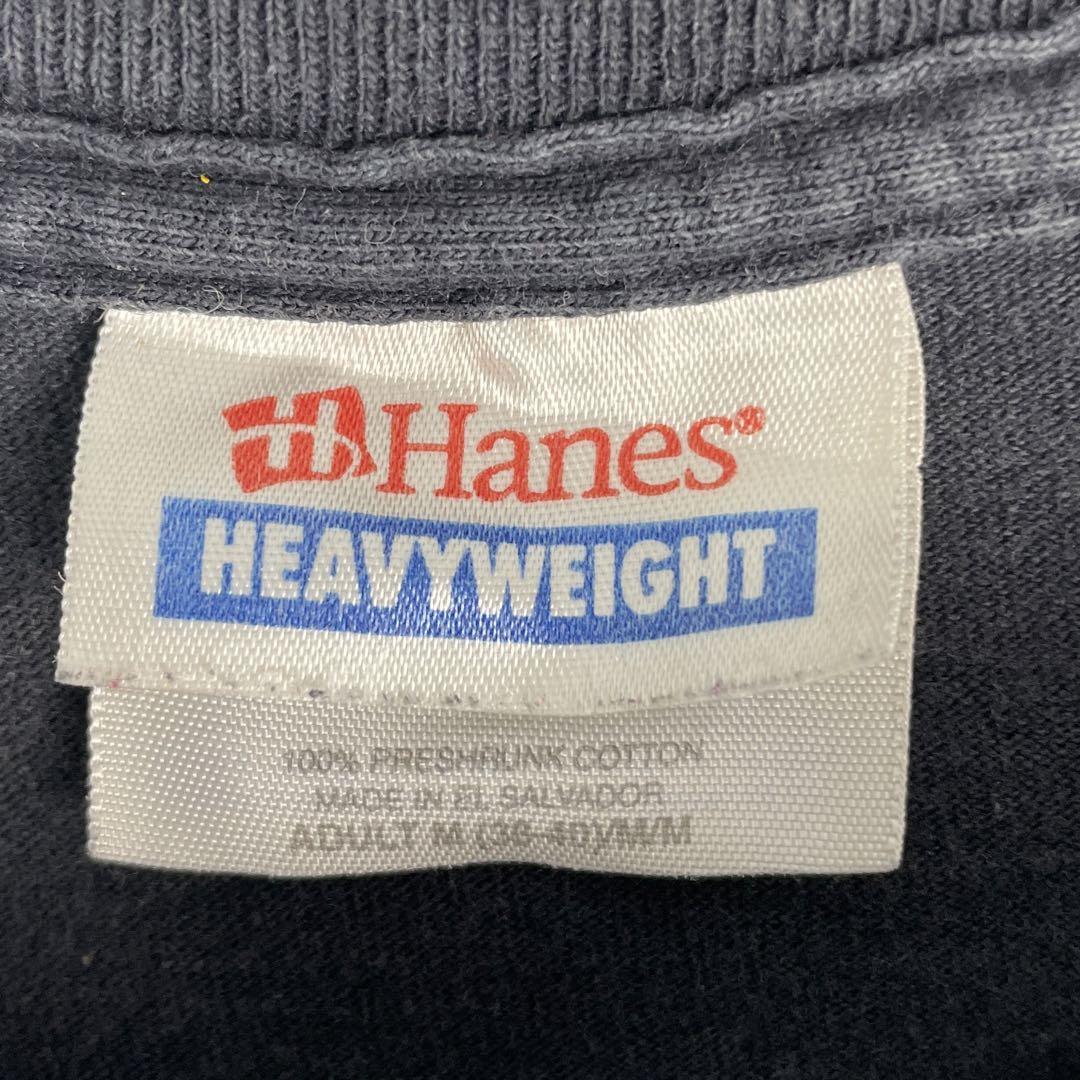 Hanes®
HEAVYWEIGHT
100% PRESHRUNK COTTON
MADE IN EL SALVADOR
ADULT M (38-40)/M/M